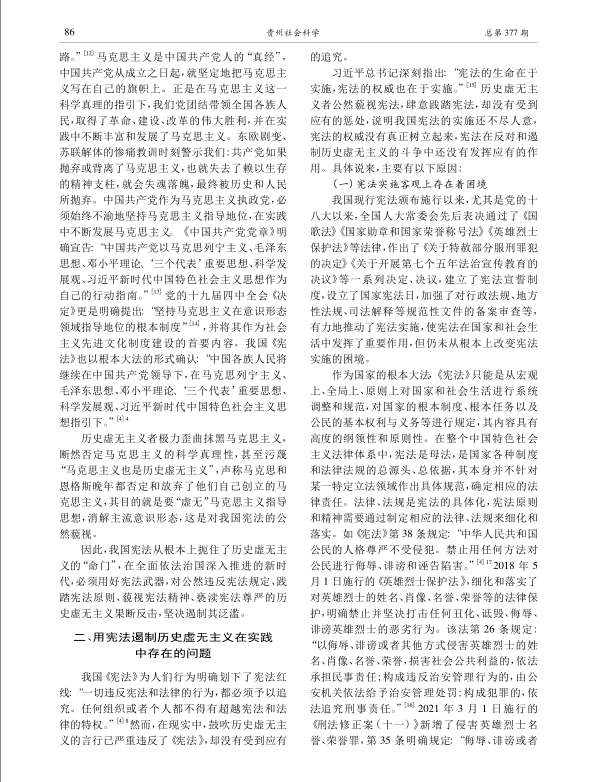 86
贵州社会科学
总第 377 期
路。”[12] 马克思主义是中国共产党人的“真经”,
中国共产党从成立之日起,就坚定地把马克思主
义写在自己的旗帜上。正是在马克思主义这一
科学真理的指引下,我们党团结带领全国各族人
民,取得了革命、建设、改革的伟大胜利,并在实
践中不断丰富和发展了马克思主义。东欧剧变、
苏联解体的惨痛教训时刻警示我们:共产党如果
抛弃或背离了马克思主义,也就失去了赖以生存
的精神支柱,就会失魂落魄,最终被历史和人民
所抛弃。中国共产党作为马克思主义执政党,必
须始终不渝地坚持马克思主义指导地位,在实践
中不断发展马克思主义。《中国共产党党章》明
确宣告:“中国共产党以马克思列宁主义、毛泽东
思想、邓小平理论、‘三个代表’重要思想、科学发
展观、习近平新时代中国特色社会主义思想作为
自己的行动指南。”[13] 党的十九届四中全会《决
定》更是明确提出:“坚持马克思主义在意识形态
领域指导地位的根本制度”[14],并将其作为社会
主义先进文化制度建设的首要内容。我国《宪
法》也以根本大法的形式确认:“中国各族人民将
继续在中国共产党领导下,在马克思列宁主义、
毛泽东思想、邓小平理论、‘三个代表’重要思想、
科学发展观、习近平新时代中国特色社会主义思
想指引下。”[4]4
历史虚无主义者极力歪曲抹黑马克思主义,
断然否定马克思主义的科学真理性,甚至污蔑
“马克思主义也是历史虚无主义”,声称马克思和
恩格斯晚年都否定和放弃了他们自己创立的马
克思主义,其目的就是要“虚无”马克思主义指导
思想,消解主流意识形态,这是对我国宪法的公
然藐视。
因此,我国宪法从根本上扼住了历史虚无主
义的“命门”,在全面依法治国深入推进的新时
代,必须用好宪法武器,对公然违反宪法规定、践
踏宪法原则、藐视宪法精神、亵渎宪法尊严的历
史虚无主义果断反击,坚决遏制其泛滥。
二、用宪法遏制历史虚无主义在实践
中存在的问题
我国《宪法》为人们行为明确划下了宪法红
线:“一切违反宪法和法律的行为,都必须予以追
究。任何组织或者个人都不得有超越宪法和法
律的特权。”[4]8 然而,在现实中,鼓吹历史虚无主
义的言行已严重违反了《宪法》,却没有受到应有
的追究。
习近平总书记深刻指出:“宪法的生命在于
实施,宪法的权威也在于实施。”[15] 历史虚无主
义者公然藐视宪法,肆意践踏宪法,却没有受到
应有的惩处,说明我国宪法的实施还不尽人意,
宪法的权威没有真正树立起来,宪法在反对和遏
制历史虚无主义的斗争中还没有发挥应有的作
用。具体说来,主要有以下原因:
(一)宪法实施客观上存在着困境
我国现行宪法颁布施行以来,尤其是党的十
八大以来,全国人大常委会先后表决通过了《国
歌法》《国家勋章和国家荣誉称号法》《英雄烈士
保护法》等法律,作出了《关于特赦部分服刑罪犯
的决定》《关于开展第七个五年法治宣传教育的
决议》等一系列决定、决议,建立了宪法宣誓制
度,设立了国家宪法日,加强了对行政法规、地方
性法规、司法解释等规范性文件的备案审查等,
有力地推动了宪法实施,使宪法在国家和社会生
活中发挥了重要作用,但仍未从根本上改变宪法
实施的困境。
作为国家的根本大法,《宪法》只能是从宏观
上、全局上、原则上对国家和社会生活进行系统
调整和规范,对国家的根本制度、根本任务以及
公民的基本权利与义务等进行规定,其内容具有
高度的纲领性和原则性。在整个中国特色社会
主义法律体系中,宪法是母法,是国家各种制度
和法律法规的总源头、总依据,其本身并不针对
某一特定立法领域作出具体规范,确定相应的法
律责任。法律、法规是宪法的具体化,宪法原则
和精神需要通过制定相应的法律、法规来细化和
落实。如《宪法》第 38 条规定:“中华人民共和国
公民的人格尊严不受侵犯。禁止用任何方法对
公民进行侮辱、诽谤和诬告陷害。”[4]17 2018 年 5
月 1 日施行的《英雄烈士保护法》,细化和落实了
对英雄烈士的姓名、肖像、名誉、荣誉等的法律保
护,明确禁止并坚决打击任何丑化、诋毁、侮辱、
诽谤英雄烈士的恶劣行为。该法第 26 条规定:
“以侮辱、诽谤或者其他方式侵害英雄烈士的姓
名、肖像、名誉、荣誉,损害社会公共利益的,依法
承担民事责任;构成违反治安管理行为的,由公
安机关依法给予治安管理处罚;构成犯罪的,依
法追究刑事责任。”[16] 2021 年 3 月 1 日施行的
《刑法修正案(十一)》新增了侵害英雄烈士名
誉、荣誉罪,第 35 条明确规定:“侮辱、诽谤或者